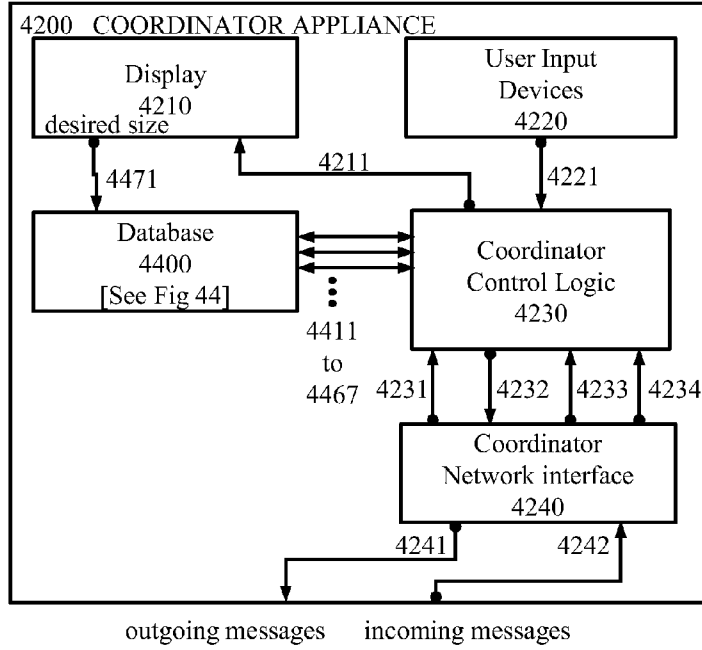 4200 COORDINATOR APPLIANCE
Display
4210
desired size
User Input
Devices
4220
4211
4221
4471
Database
4400
[See Fig 44]
Coordinator
Control Logic
4230
4411
to
4467
4231
4232
4233
4234
Coordinator
Network interface
4240
4241
4242
outgoing messages
incoming messages